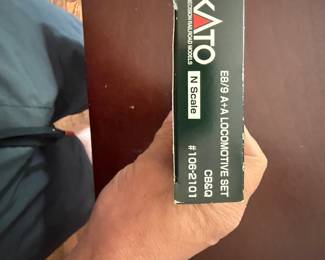 KATO
PRECISION RAILROAD MODELS
N Scale
E8/9 A+A LOCOMOTIVE SET
CB&Q
#106-2101